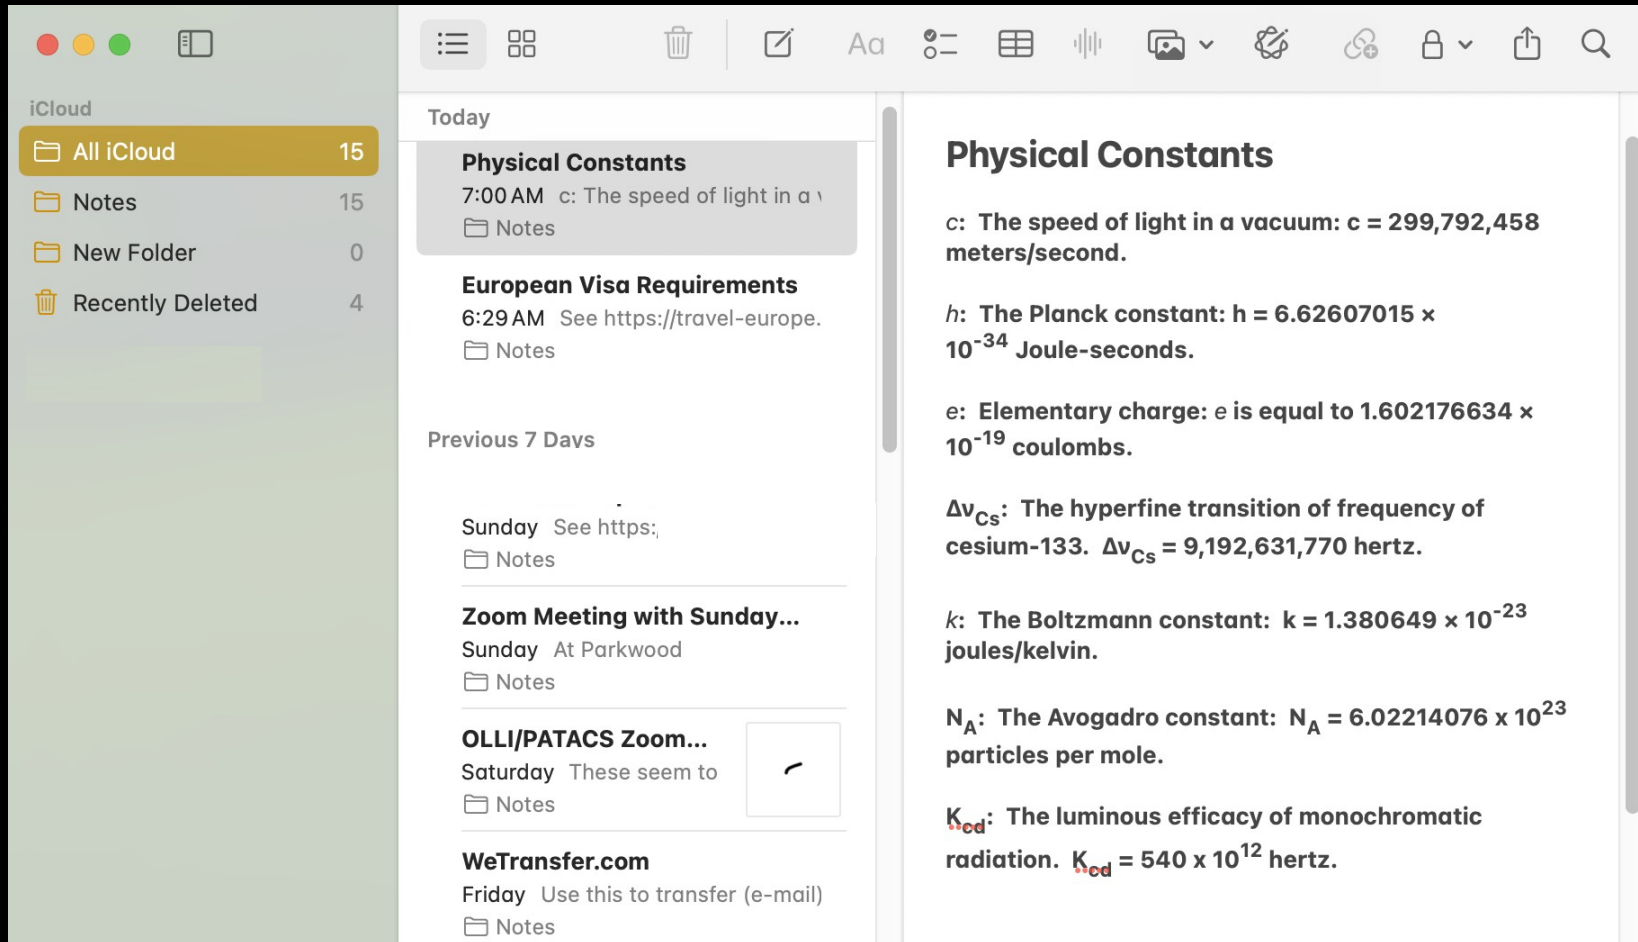 Aa
iCloud
All iCloud 15
Notes 15
New Folder 0
Recently Deleted 4
Today
Physical Constants
7:00 AM c: The speed of light in a
Notes
European Visa Requirements
6:29 AM See https://travel-europe.
Notes
Previous 7 Days
Sunday See https:
Notes
Zoom Meeting with Sunday...
Sunday At Parkwood
Notes
OLLI/PATACS Zoom...
Saturday These seem to
Notes
WeTransfer.com
Friday Use this to transfer (e-mail)
Notes
Physical Constants
c: The speed of light in a vacuum: c = 299,792,458
meters/second.
h: The Planck constant: h = 6.62607015 ×
10⁻³⁴ Joule-seconds.
e: Elementary charge: e is equal to 1.602176634 ×
10⁻¹⁹ coulombs.
Δν_Cs: The hyperfine transition of frequency of
cesium-133. Δν_Cs = 9,192,631,770 hertz.
k: The Boltzmann constant: k = 1.380649 × 10⁻²³
joules/kelvin.
N_A: The Avogadro constant: N_A = 6.02214076 x 10²³
particles per mole.
K_cd: The luminous efficacy of monochromatic
radiation. K_cd = 540 x 10¹² hertz.